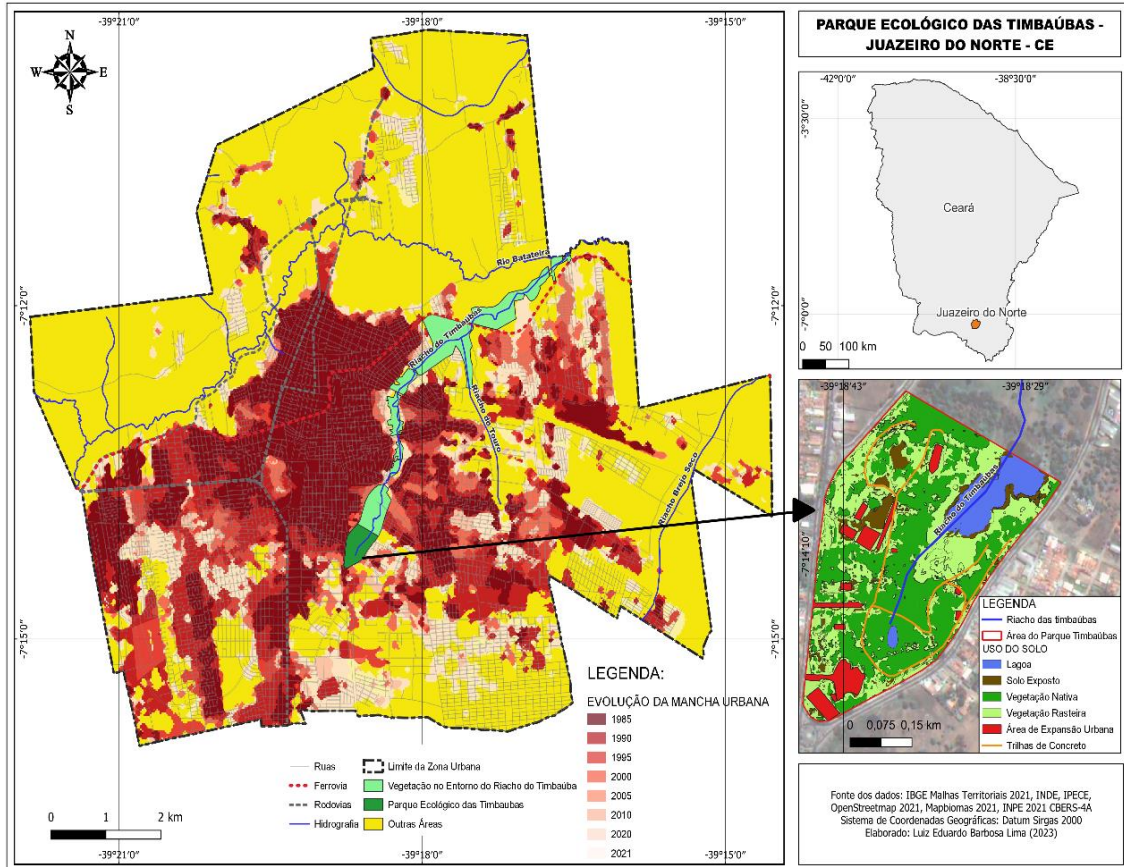 -39°21'0"
-39°18'0"
-39°15'0"
N
W
E
S
-7°12'0"
-7°12'0"
Rio Batateira
Riacho do Timbaúbas
Riacho do Touro
Riacho Brejo Seco
-7°15'0"
-7°15'0"
LEGENDA:
EVOLUÇÃO DA MANCHA URBANA
1985
1990
1995
2000
2005
2010
2020
2021
Ruas
Ferrovia
Rodovias
Hidrografia
Limite da Zona Urbana
Vegetação no Entorno do Riacho do Timbaúba
Parque Ecológico das Timbaubas
Outras Áreas
0 1 2 km
-39°21'0"
-39°18'0"
-39°15'0"
PARQUE ECOLÓGICO DAS TIMBAÚBAS -
JUAZEIRO DO NORTE - CE
-42°0'0"
-38°30'0"
-3°30'0"
-7°0'0"
Ceará
Juazeiro do Norte
0 50 100 km
-39°18'43"
-39°18'29"
-7°14'10"
Riacho do Timbaúbas
LEGENDA
Riacho das timbaúbas
Área do Parque Timbaúbas
USO DO SOLO
Lagoa
Solo Exposto
Vegetação Nativa
Vegetação Rasteira
Área de Expansão Urbana
Trilhas de Concreto
0 0,075 0,15 km
Fonte dos dados: IBGE Malhas Territoriais 2021, INDE, IPECE,
OpenStreetmap 2021, Mapbiomas 2021, INPE 2021 CBERS-4A
Sistema de Coordenadas Geográficas: Datum Sirgas 2000
Elaborado: Luiz Eduardo Barbosa Lima (2023)